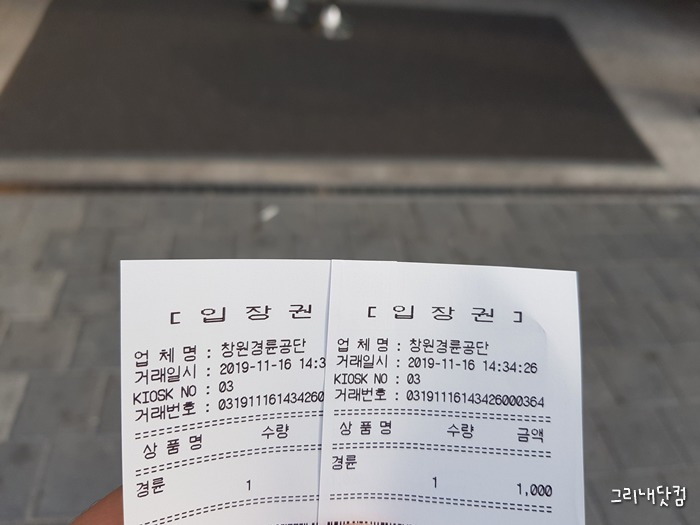 [ 입 장 권
업 체 명 : 창원경륜공단
거래일시 : 2019-11-16 14:3
KIOSK NO : 03
거래번호 : 031911161434260
상 품 명 수량
경륜 1
[ 입 장 권 ]
업 체 명 : 창원경륜공단
거래일시 : 2019-11-16 14:34:26
KIOSK NO : 03
거래번호 : 03191116143426000364
상 품 명 수량 금액
경륜
1 1,000
그리내닷컴